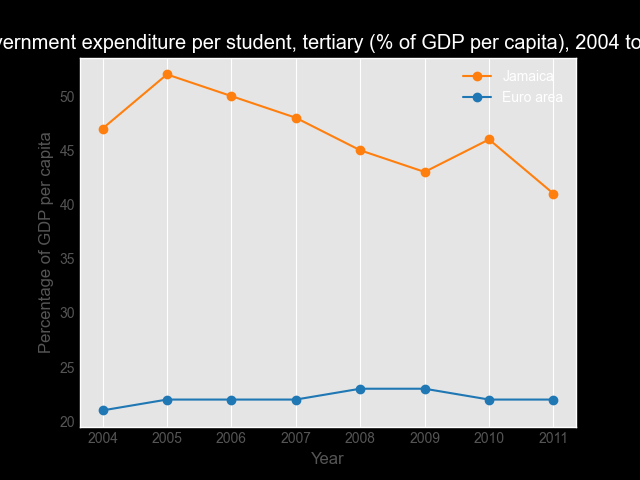 vernment expenditure per student, tertiary (% of GDP per capita), 2004 to
Jamaica
Euro area
Percentage of GDP per capita
50
45
40
35
30
25
20
2004 2005 2006 2007 2008 2009 2010 2011
Year